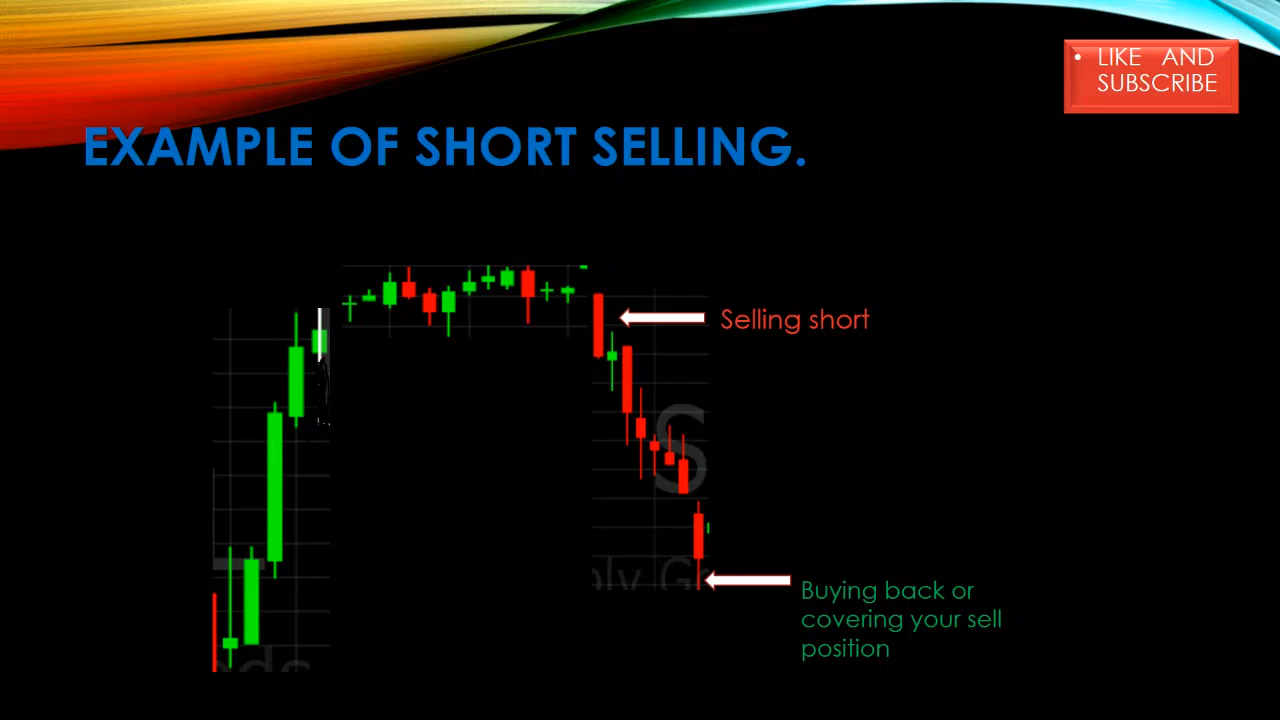 • LIKE AND
SUBSCRIBE
EXAMPLE OF SHORT SELLING.
Selling short
Buying back or
covering your sell
position